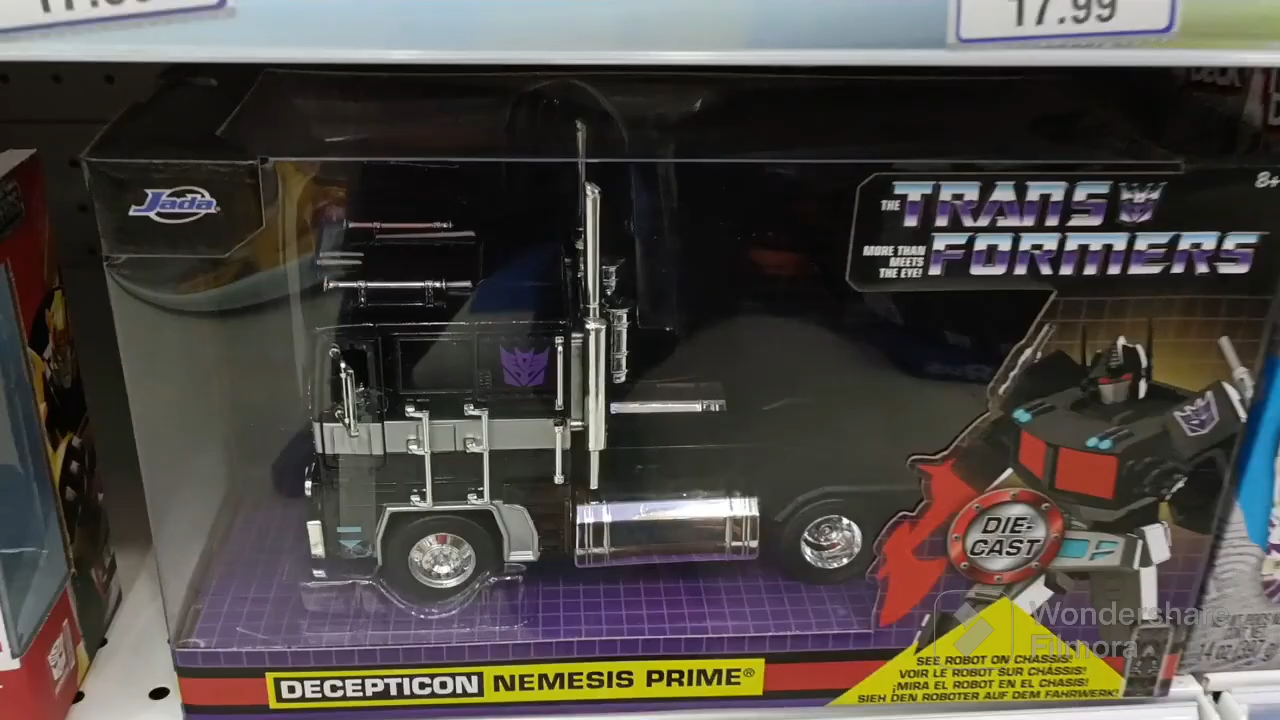 17.99
Jada
8+
THE TRANS
MORE THAN
MEETS
THE EYE!
FORMERS
DIE-
CAST
Wondershare
Filmora
SEE ROBOT ON CHASSIS!
VOIR LE ROBOT SUR CHÂSSIS!
¡MIRA EL ROBOT EN EL CHASIS!
SIEH DEN ROBOTER AUF DEM FAHRWERK!
DECEPTICON NEMESIS PRIME®